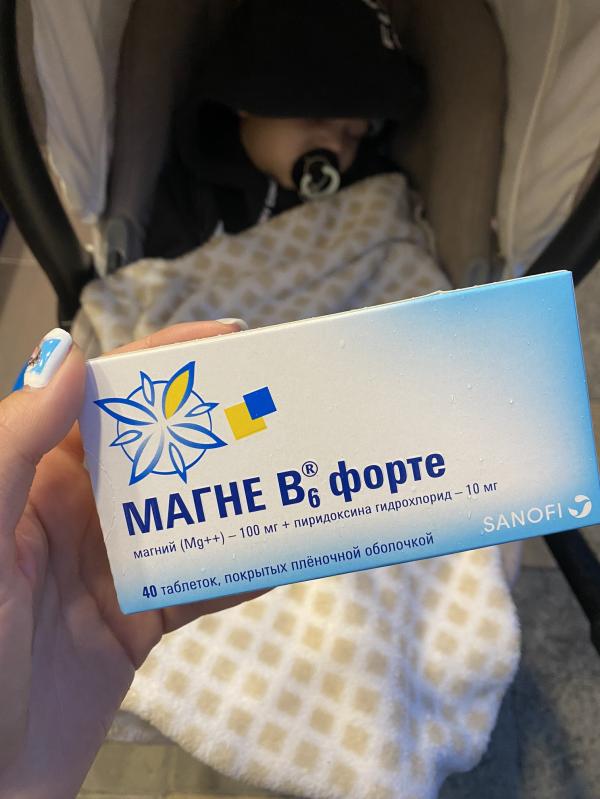 МАГНЕ B6® форте
магний (Mg++) – 100 мг + пиридоксина гидрохлорид – 10 мг
SANOFI
40 таблеток, покрытых плёночной оболочкой